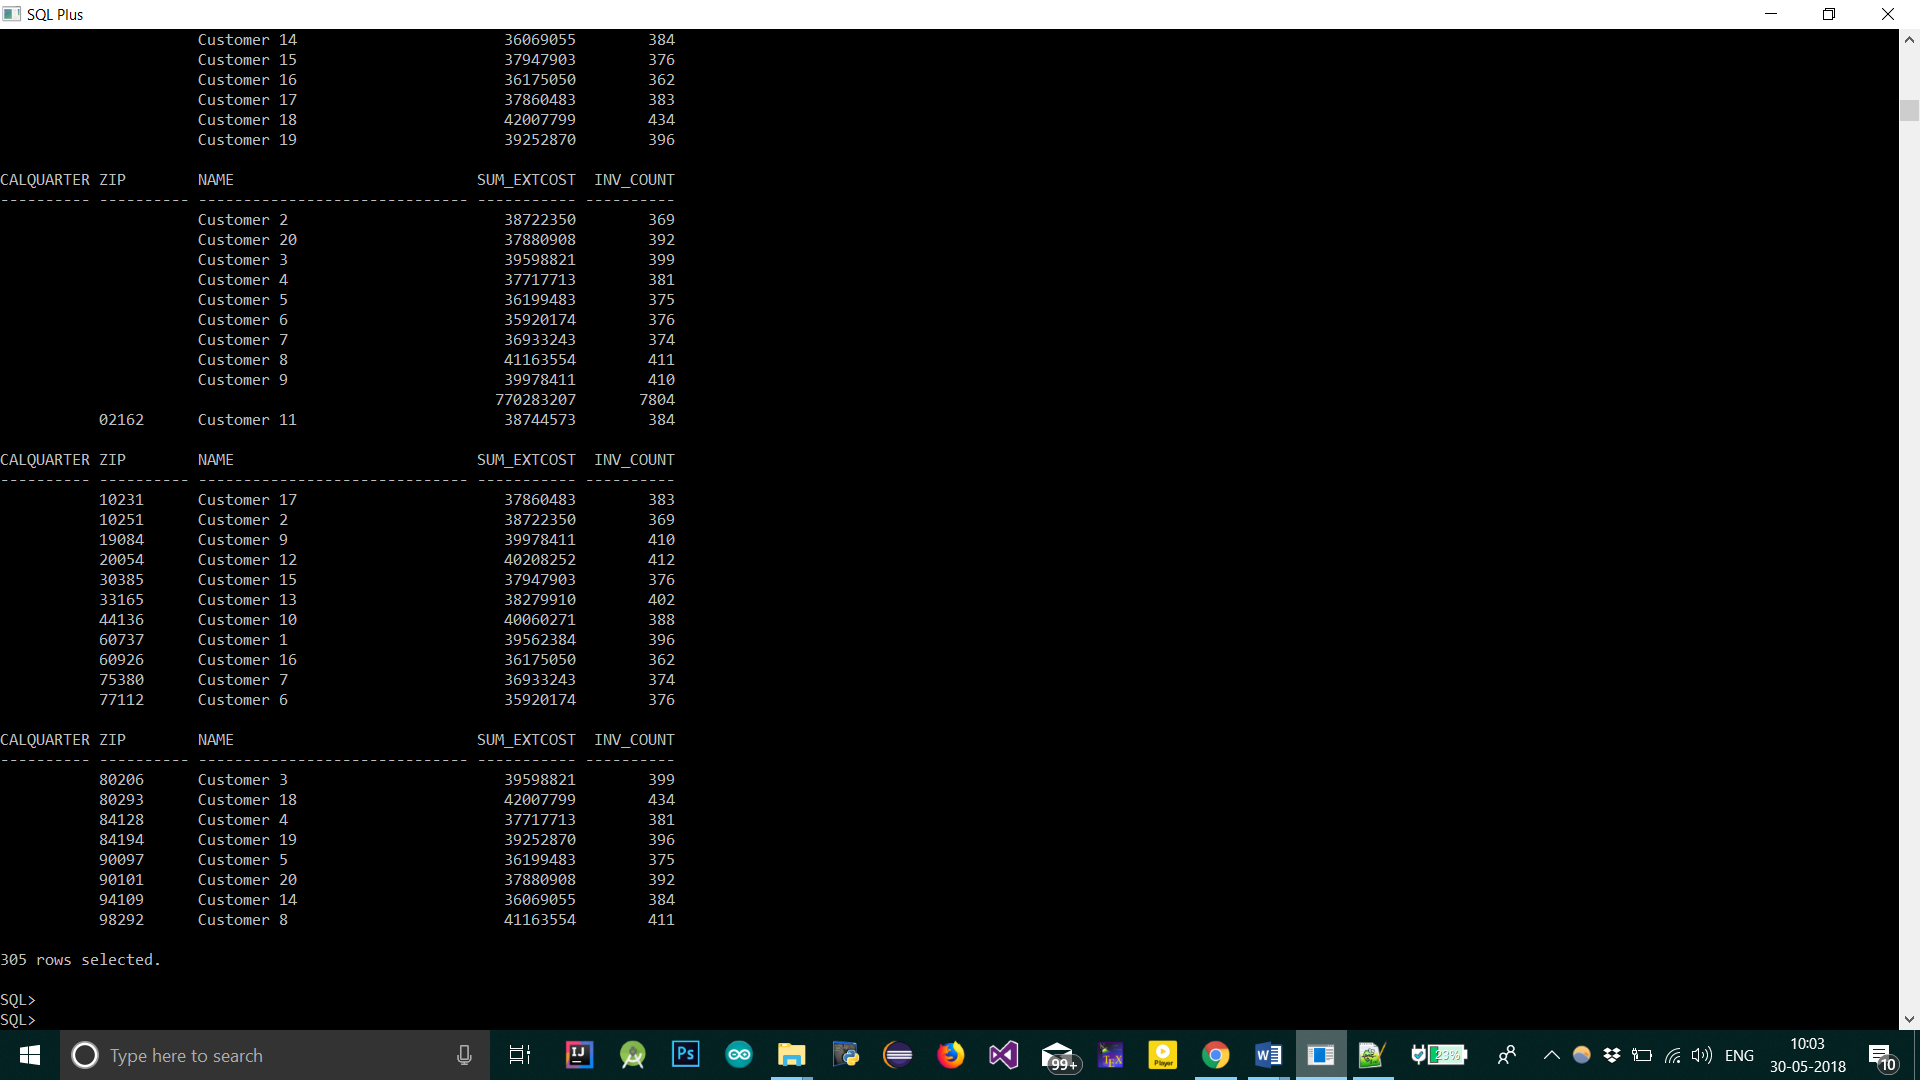 SQL Plus
Customer 14 36069055 384
Customer 15 37947903 376
Customer 16 36175050 362
Customer 17 37860483 383
Customer 18 42007799 434
Customer 19 39252870 396
CALQUARTER ZIP NAME SUM_EXTCOST INV_COUNT
---------- ---------- ------------------------------ ----------- ----------
Customer 2 38722350 369
Customer 20 37880908 392
Customer 3 39598821 399
Customer 4 37717713 381
Customer 5 36199483 375
Customer 6 35920174 376
Customer 7 36933243 374
Customer 8 41163554 411
Customer 9 39978411 410
770283207 7804
02162 Customer 11 38744573 384
CALQUARTER ZIP NAME SUM_EXTCOST INV_COUNT
---------- ---------- ------------------------------ ----------- ----------
10231 Customer 17 37860483 383
10251 Customer 2 38722350 369
19084 Customer 9 39978411 410
20054 Customer 12 40208252 412
30385 Customer 15 37947903 376
33165 Customer 13 38279910 402
44136 Customer 10 40060271 388
60737 Customer 1 39562384 396
60926 Customer 16 36175050 362
75380 Customer 7 36933243 374
77112 Customer 6 35920174 376
CALQUARTER ZIP NAME SUM_EXTCOST INV_COUNT
---------- ---------- ------------------------------ ----------- ----------
80206 Customer 3 39598821 399
80293 Customer 18 42007799 434
84128 Customer 4 37717713 381
84194 Customer 19 39252870 396
90097 Customer 5 36199483 375
90101 Customer 20 37880908 392
94109 Customer 14 36069055 384
98292 Customer 8 41163554 411
305 rows selected.
SQL>
SQL>
Type here to search
IJ
Ps
99+
TEX
Player
23%
ENG
10:03
30-05-2018
10